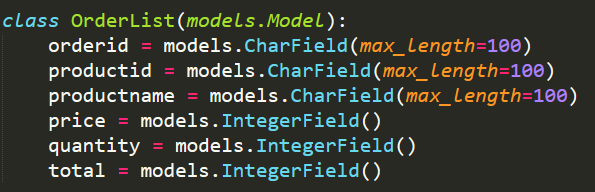 class OrderList(models.Model):
    orderid = models.CharField(max_length=100)
    productid = models.CharField(max_length=100)
    productname = models.CharField(max_length=100)
    price = models.IntegerField()
    quantity = models.IntegerField()
    total = models.IntegerField()